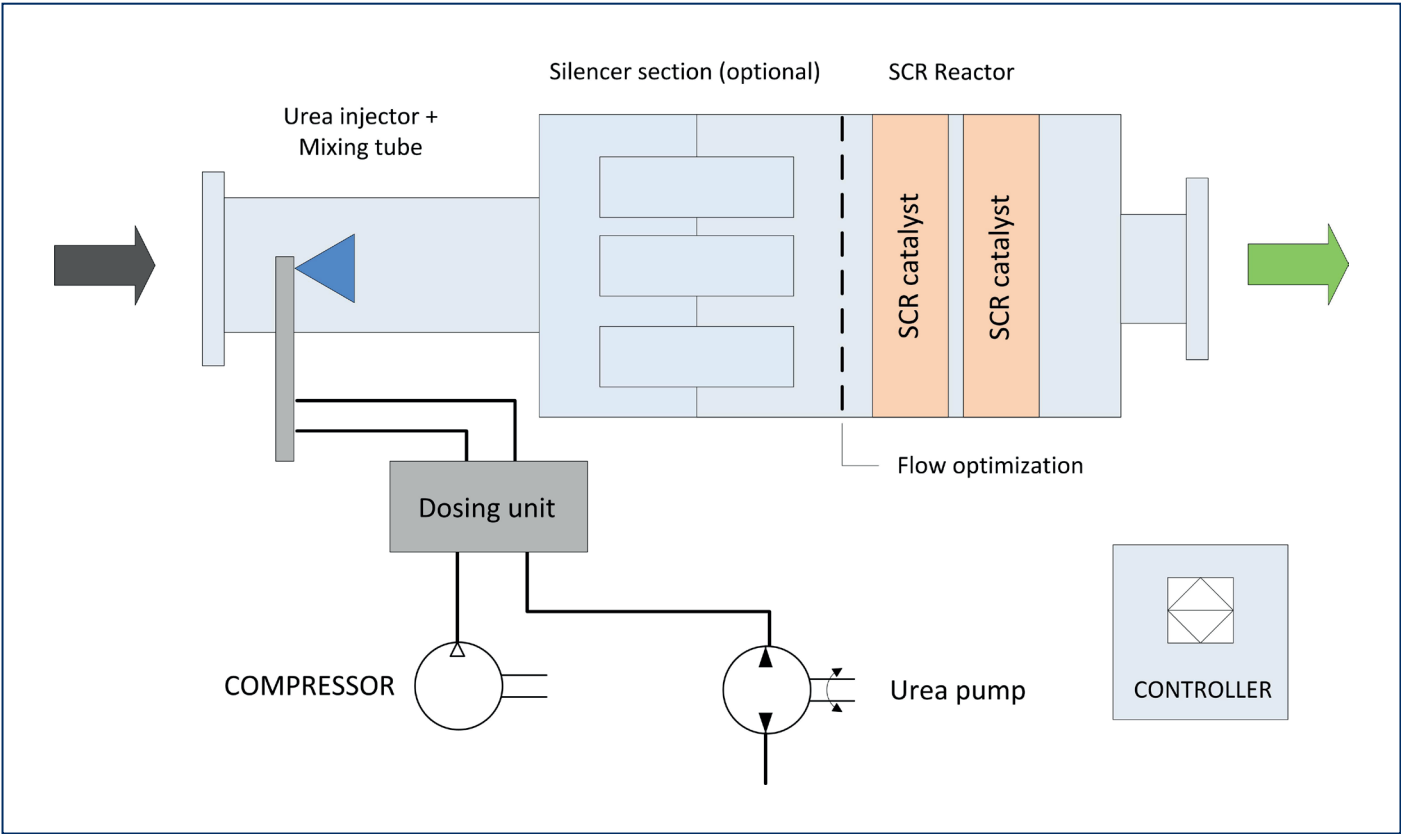 Silencer section (optional)
SCR Reactor
Urea injector +
Mixing tube
SCR catalyst
SCR catalyst
Flow optimization
Dosing unit
COMPRESSOR
Urea pump
CONTROLLER